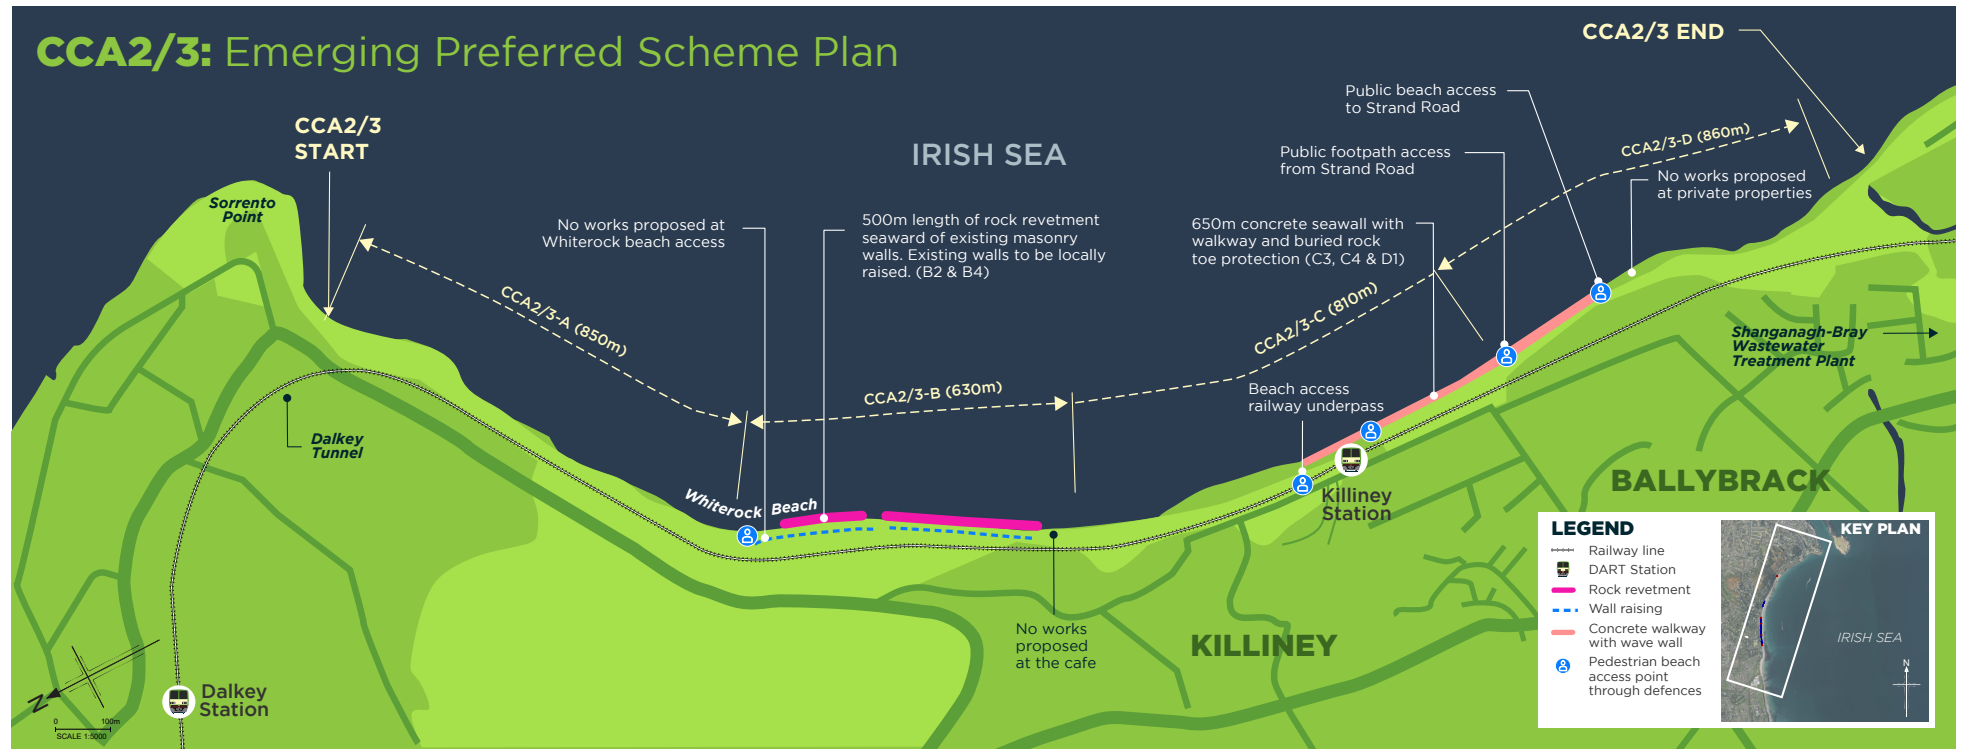 CCA2/3: Emerging Preferred Scheme Plan
CCA2/3 END
CCA2/3
START
IRISH SEA
Sorrento
Point
Public beach access
to Strand Road
Public footpath access
from Strand Road
CCA2/3-D (860m)
No works proposed
at private properties
No works proposed at
Whiterock beach access
500m length of rock revetment
seaward of existing masonry
walls. Existing walls to be locally
raised. (B2 & B4)
650m concrete seawall with
walkway and buried rock
toe protection (C3, C4 & D1)
CCA2/3-A (850m)
CCA2/3-B (630m)
CCA2/3-C (810m)
Shanganagh-Bray
Wastewater
Treatment Plant
Beach access
railway underpass
Dalkey
Tunnel
Whiterock Beach
Killiney
Station
BALLYBRACK
No works
proposed
at the cafe
KILLINEY
Dalkey
Station
N
0 100m
SCALE 1:5000
LEGEND
Railway line
DART Station
Rock revetment
Wall raising
Concrete walkway
with wave wall
Pedestrian beach
access point
through defences
KEY PLAN
IRISH SEA
N